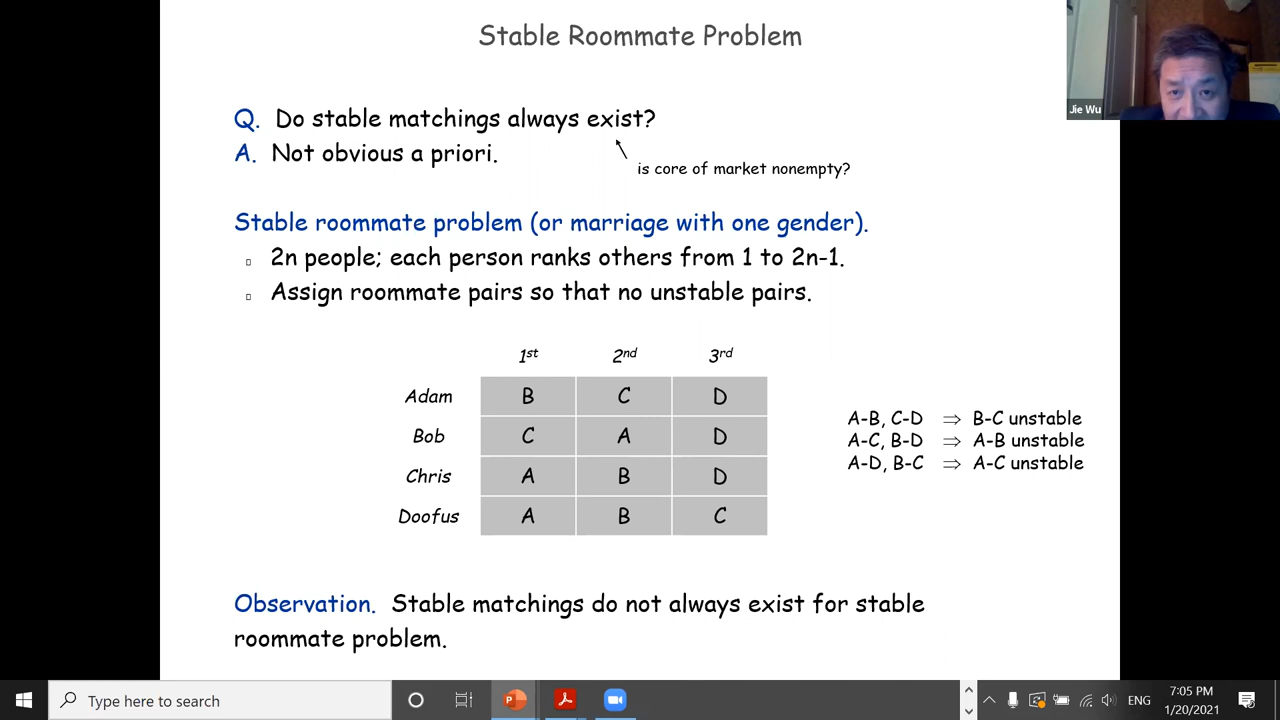 Stable Roommate Problem
Jie Wu
Q. Do stable matchings always exist?
A. Not obvious a priori.
is core of market nonempty?
Stable roommate problem (or marriage with one gender).
2n people; each person ranks others from 1 to 2n-1.
Assign roommate pairs so that no unstable pairs.
1st 2nd 3rd
Adam B C D
Bob C A D
Chris A B D
Doofus A B C
A-B, C-D ⇒ B-C unstable
A-C, B-D ⇒ A-B unstable
A-D, B-C ⇒ A-C unstable
Observation. Stable matchings do not always exist for stable
roommate problem.
Type here to search
ENG
7:05 PM
1/20/2021